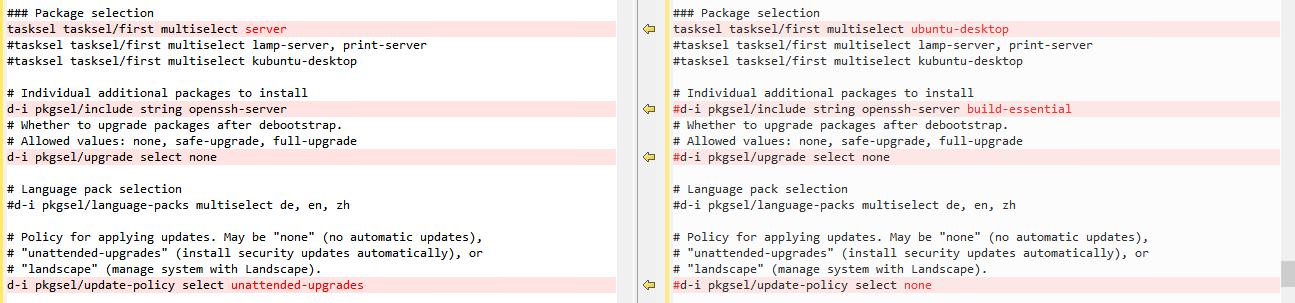 ### Package selection
tasksel tasksel/first multiselect server
#tasksel tasksel/first multiselect lamp-server, print-server
#tasksel tasksel/first multiselect kubuntu-desktop
# Individual additional packages to install
d-i pkgsel/include string openssh-server
# Whether to upgrade packages after debootstrap.
# Allowed values: none, safe-upgrade, full-upgrade
d-i pkgsel/upgrade select none
# Language pack selection
#d-i pkgsel/language-packs multiselect de, en, zh
# Policy for applying updates. May be "none" (no automatic updates),
# "unattended-upgrades" (install security updates automatically), or
# "landscape" (manage system with Landscape).
d-i pkgsel/update-policy select unattended-upgrades
### Package selection
tasksel tasksel/first multiselect ubuntu-desktop
#tasksel tasksel/first multiselect lamp-server, print-server
#tasksel tasksel/first multiselect kubuntu-desktop
# Individual additional packages to install
#d-i pkgsel/include string openssh-server build-essential
# Whether to upgrade packages after debootstrap.
# Allowed values: none, safe-upgrade, full-upgrade
#d-i pkgsel/upgrade select none
# Language pack selection
#d-i pkgsel/language-packs multiselect de, en, zh
# Policy for applying updates. May be "none" (no automatic updates),
# "unattended-upgrades" (install security updates automatically), or
# "landscape" (manage system with Landscape).
#d-i pkgsel/update-policy select none